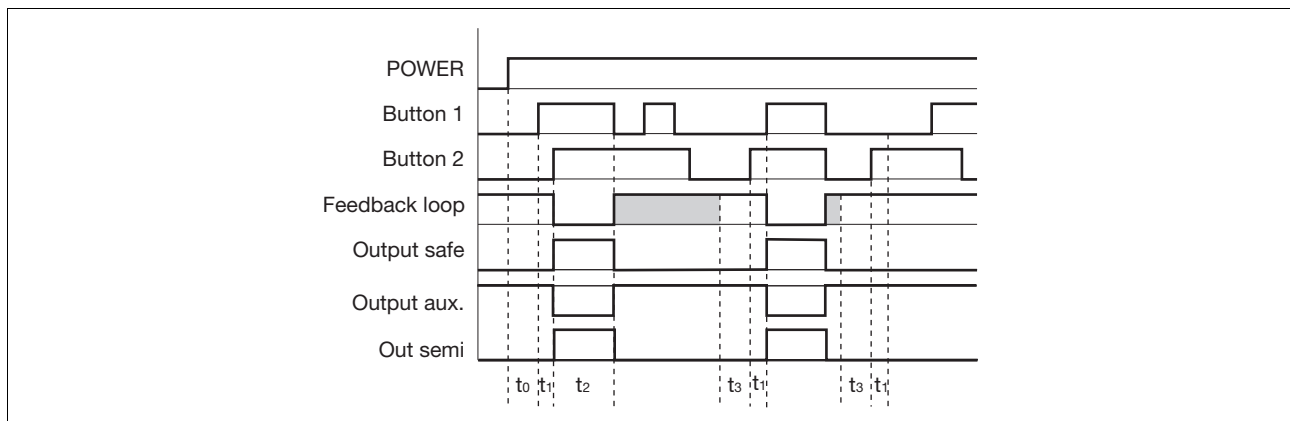 POWER
Button 1
Button 2
Feedback loop
Output safe
Output aux.
Out semi
t0 t1 t2 t3 t1 t3 t1